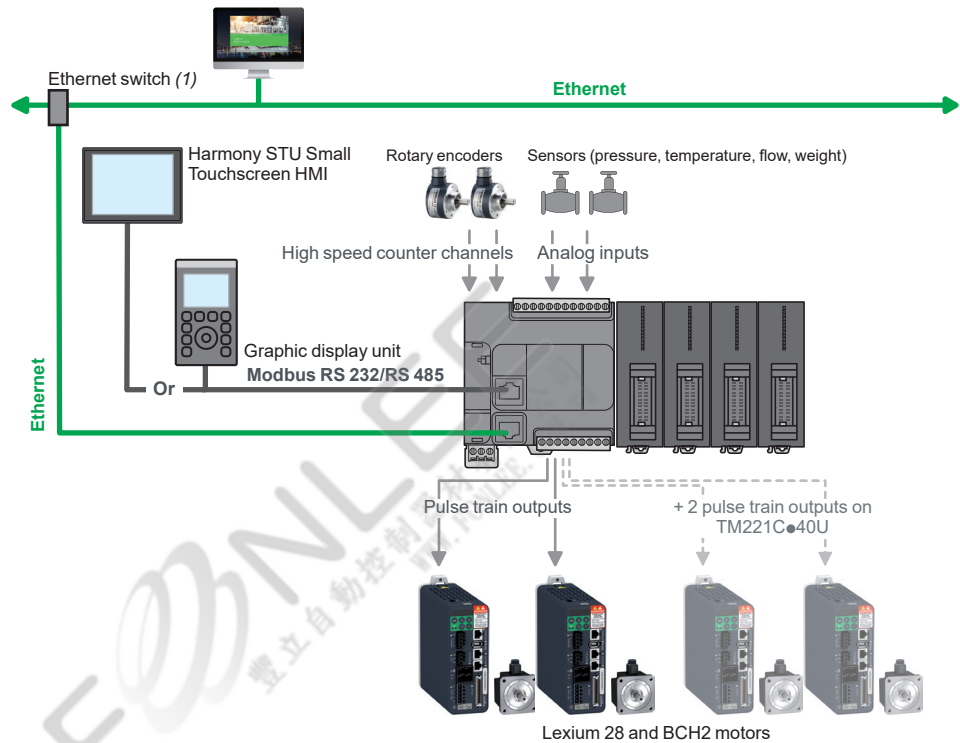 Ethernet switch (1)
Ethernet
Harmony STU Small
Touchscreen HMI
Rotary encoders
Sensors (pressure, temperature, flow, weight)
High speed counter channels
Analog inputs
Graphic display unit
Modbus RS 232/RS 485
Or
Ethernet
Pulse train outputs
+ 2 pulse train outputs on
TM221C●40U
Lexium 28 and BCH2 motors